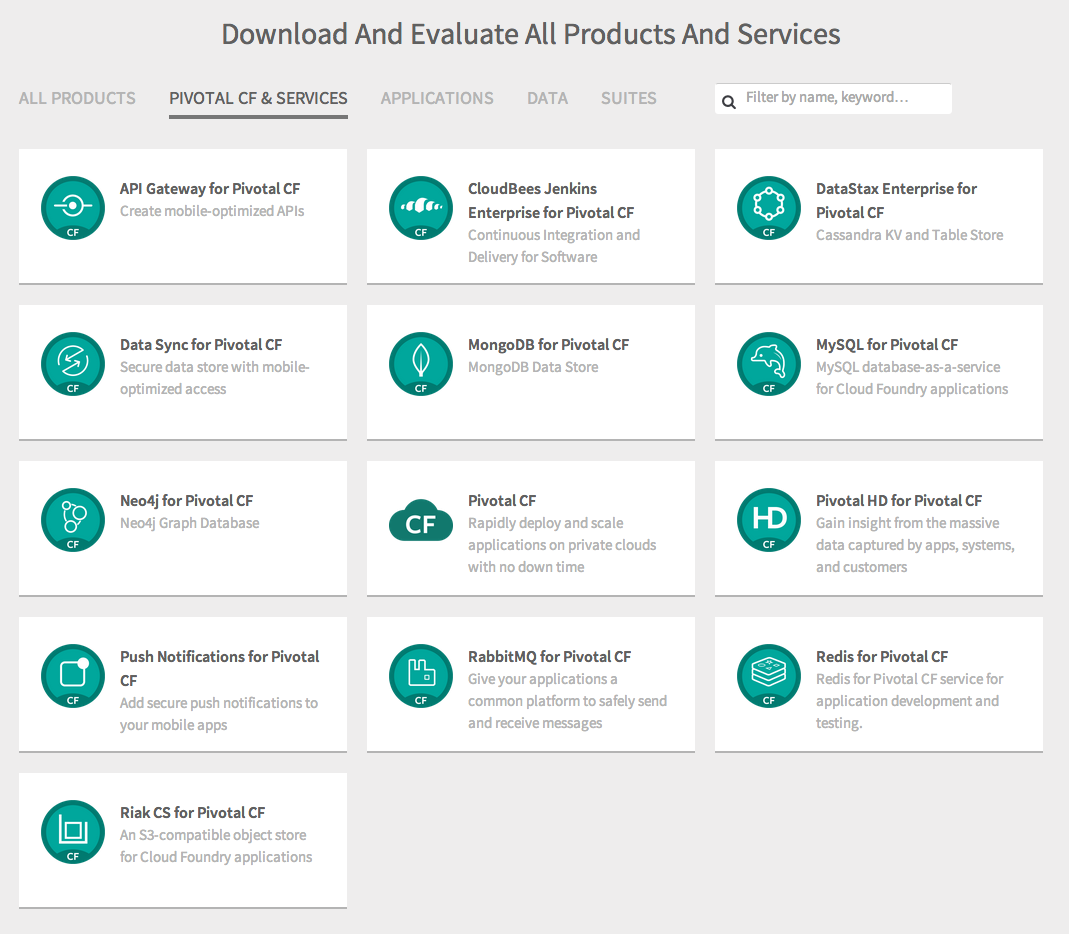 Download And Evaluate All Products And Services
ALL PRODUCTS PIVOTAL CF & SERVICES APPLICATIONS DATA SUITES Filter by name, keyword...
CF
API Gateway for Pivotal CF
Create mobile-optimized APIs
CF
CloudBees Jenkins
Enterprise for Pivotal CF
Continuous Integration and
Delivery for Software
CF
DataStax Enterprise for
Pivotal CF
Cassandra KV and Table Store
CF
Data Sync for Pivotal CF
Secure data store with mobile-
optimized access
CF
MongoDB for Pivotal CF
MongoDB Data Store
CF
MySQL for Pivotal CF
MySQL database-as-a-service
for Cloud Foundry applications
CF
Neo4j for Pivotal CF
Neo4j Graph Database
CF
Pivotal CF
Rapidly deploy and scale
applications on private clouds
with no down time
HD
CF
Pivotal HD for Pivotal CF
Gain insight from the massive
data captured by apps, systems,
and customers
CF
Push Notifications for Pivotal
CF
Add secure push notifications to
your mobile apps
CF
RabbitMQ for Pivotal CF
Give your applications a
common platform to safely send
and receive messages
CF
Redis for Pivotal CF
Redis for Pivotal CF service for
application development and
testing.
CF
Riak CS for Pivotal CF
An S3-compatible object store
for Cloud Foundry applications